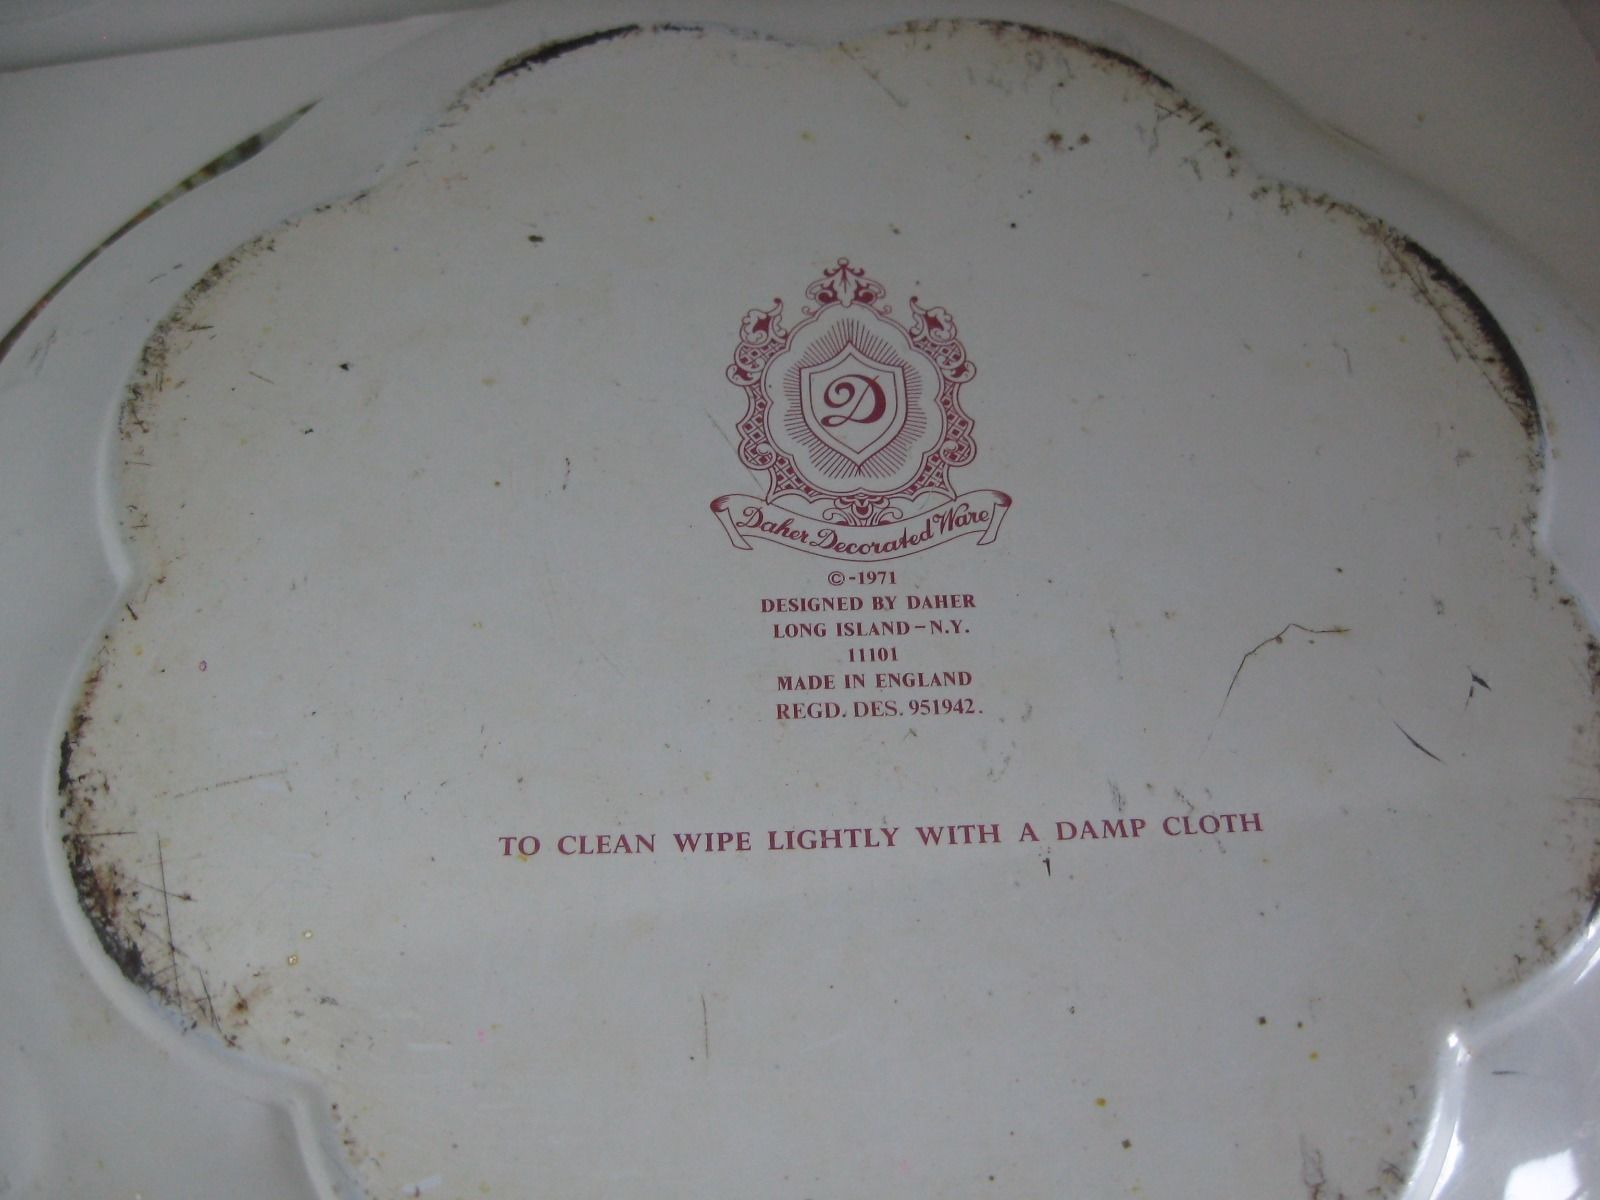 D
Daher Decorated Ware
©-1971
DESIGNED BY DAHER
LONG ISLAND-N.Y.
11101
MADE IN ENGLAND
REGD. DES. 951942.
TO CLEAN WIPE LIGHTLY WITH A DAMP CLOTH